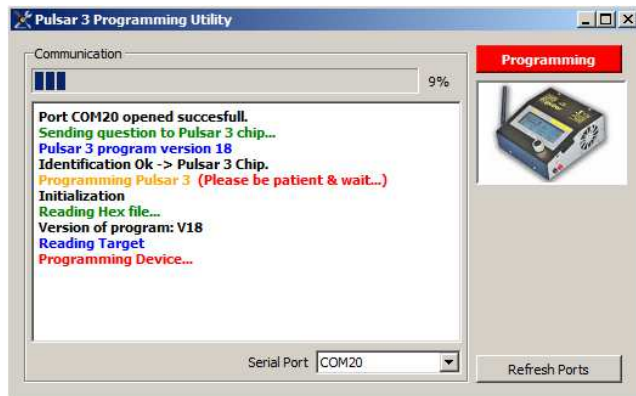 Pulsar 3 Programming Utility
Communication
9%
Programming
Port COM20 opened succesfull.
Sending question to Pulsar 3 chip...
Pulsar 3 program version 18
Identification Ok -> Pulsar 3 Chip.
Programming Pulsar 3 (Please be patient & wait...)
Initialization
Reading Hex file...
Version of program: V18
Reading Target
Programming Device...
Serial Port COM20
Refresh Ports